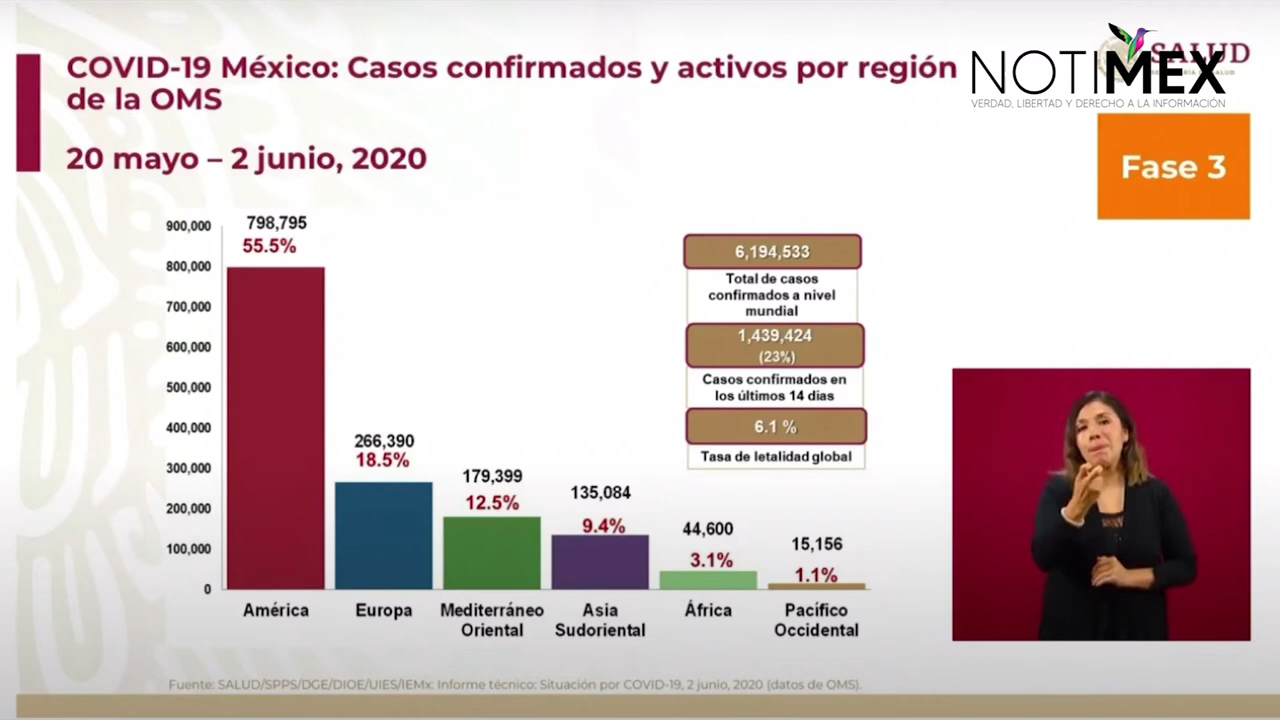 COVID-19 México: Casos confirmados y activos por región
de la OMS
20 mayo – 2 junio, 2020
NOTIMEX
VERDAD, LIBERTAD Y DERECHO A LA INFORMACIÓN
SALUD
Fase 3
900,000
800,000
700,000
600,000
500,000
400,000
300,000
200,000
100,000
0
798,795
55.5%
266,390
18.5%
179,399
12.5%
135,084
9.4%
44,600
3.1%
15,156
1.1%
América
Europa
Mediterráneo
Oriental
Asia
Sudoriental
África
Pacífico
Occidental
6,194,533
Total de casos
confirmados a nivel
mundial
1,439,424
(23%)
Casos confirmados en
los últimos 14 días
6.1 %
Tasa de letalidad global
Fuente: SALUD/SPPS/DGE/DIOE/UIES/IEMx: Informe técnico: Situación por COVID-19, 2 junio, 2020 (datos de OMS).